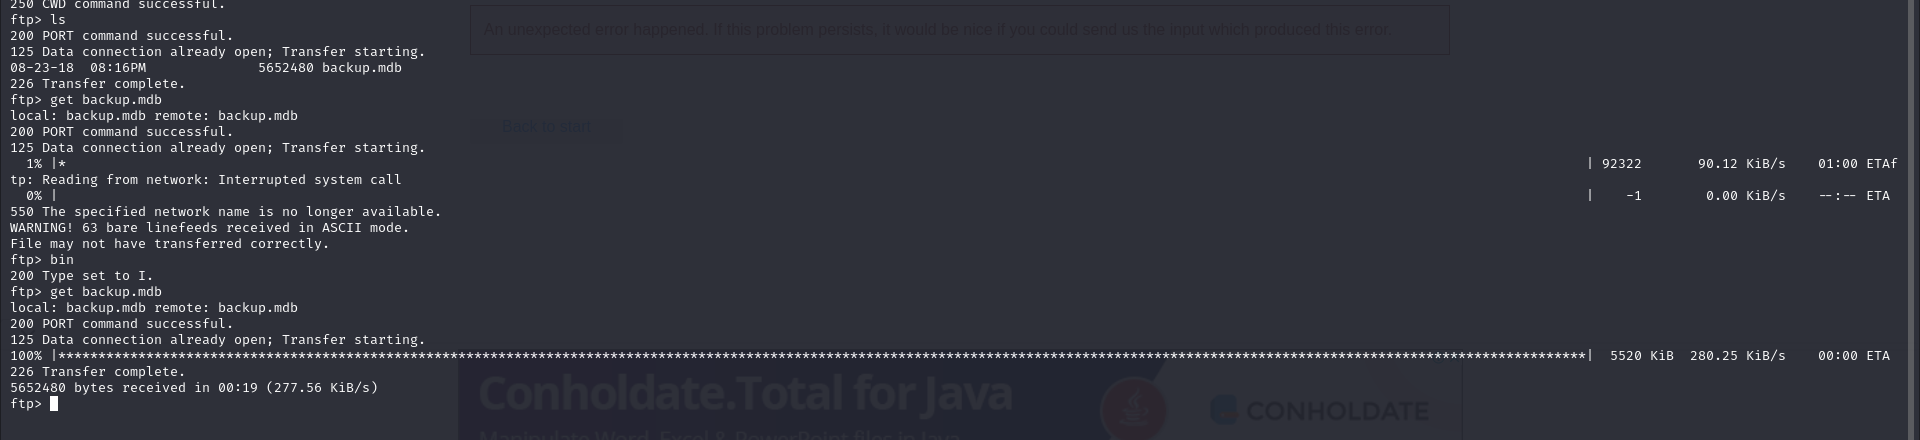 250 CWD command successful.
ftp> ls
200 PORT command successful.
125 Data connection already open; Transfer starting.
08-23-18  08:16PM              5652480 backup.mdb
226 Transfer complete.
ftp> get backup.mdb
local: backup.mdb remote: backup.mdb
200 PORT command successful.
125 Data connection already open; Transfer starting.
  1% |*                                                                                                                                                                                               | 92322       90.12 KiB/s    01:00 ETAf
tp: Reading from network: Interrupted system call
  0% |                                                                                                                                                                                                |    -1        0.00 KiB/s    --:-- ETA
550 The specified network name is no longer available.
WARNING! 63 bare linefeeds received in ASCII mode.
File may not have transferred correctly.
ftp> bin
200 Type set to I.
ftp> get backup.mdb
local: backup.mdb remote: backup.mdb
200 PORT command successful.
125 Data connection already open; Transfer starting.
100% |***********************************************************************************************************************************************************************************************|  5520 KiB  280.25 KiB/s    00:00 ETA
226 Transfer complete.
5652480 bytes received in 00:19 (277.56 KiB/s)
ftp>
An unexpected error happened. If this problem persists, it would be nice if you could send us the input which produced this error.
Back to start
Conholdate.Total for Java
CONHOLDATE
Manipulate Word, Excel & PowerPoint files in Java